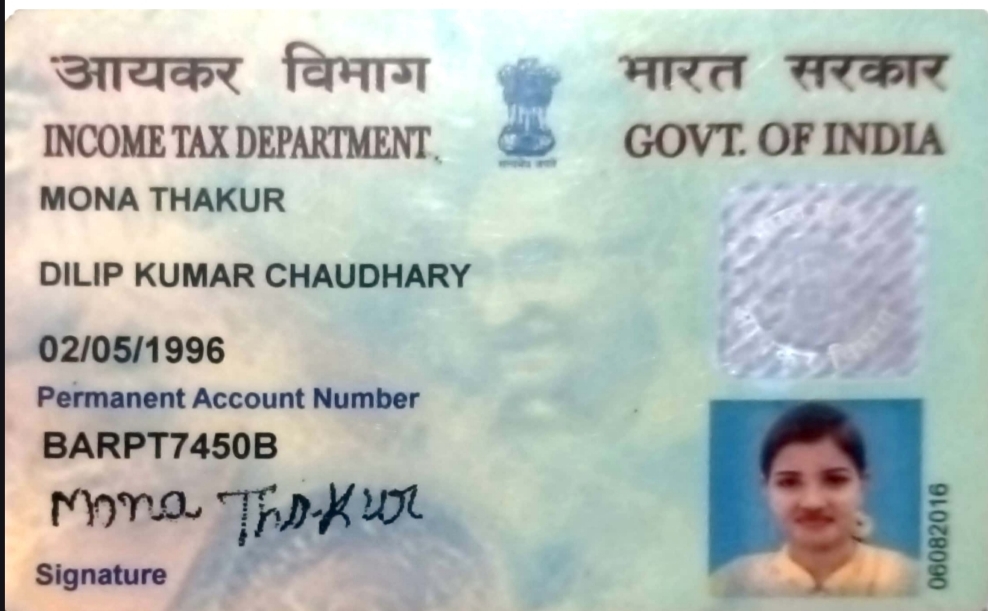 आयकर विभाग
भारत सरकार
INCOME TAX DEPARTMENT
GOVT. OF INDIA
सत्यमेव जयते
MONA THAKUR
DILIP KUMAR CHAUDHARY
02/05/1996
Permanent Account Number
BARPT7450B
Mona Thakur
Signature
06082016